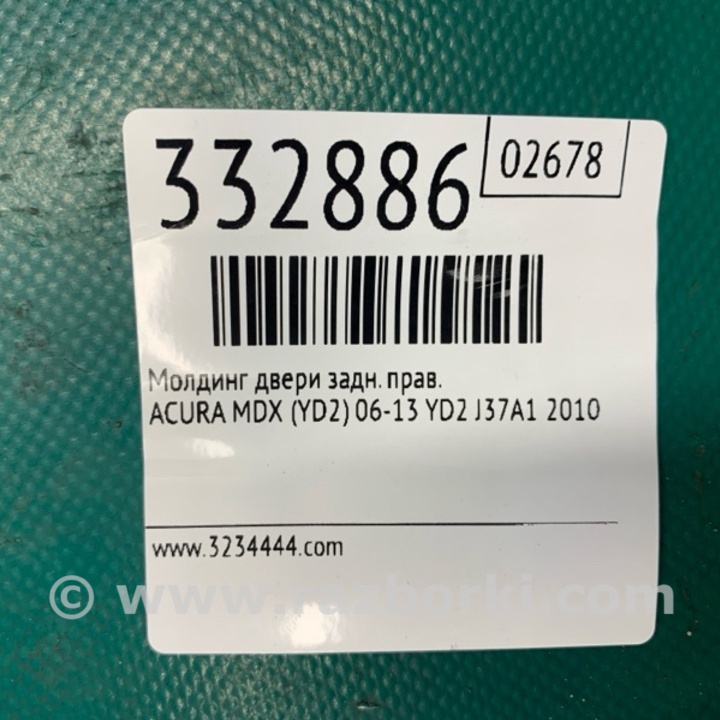 332886
02678
Молдинг двери задн. прав.
ACURA MDX (YD2) 06-13 YD2 J37A1 2010
www.3234444.com
© www.razborki.com